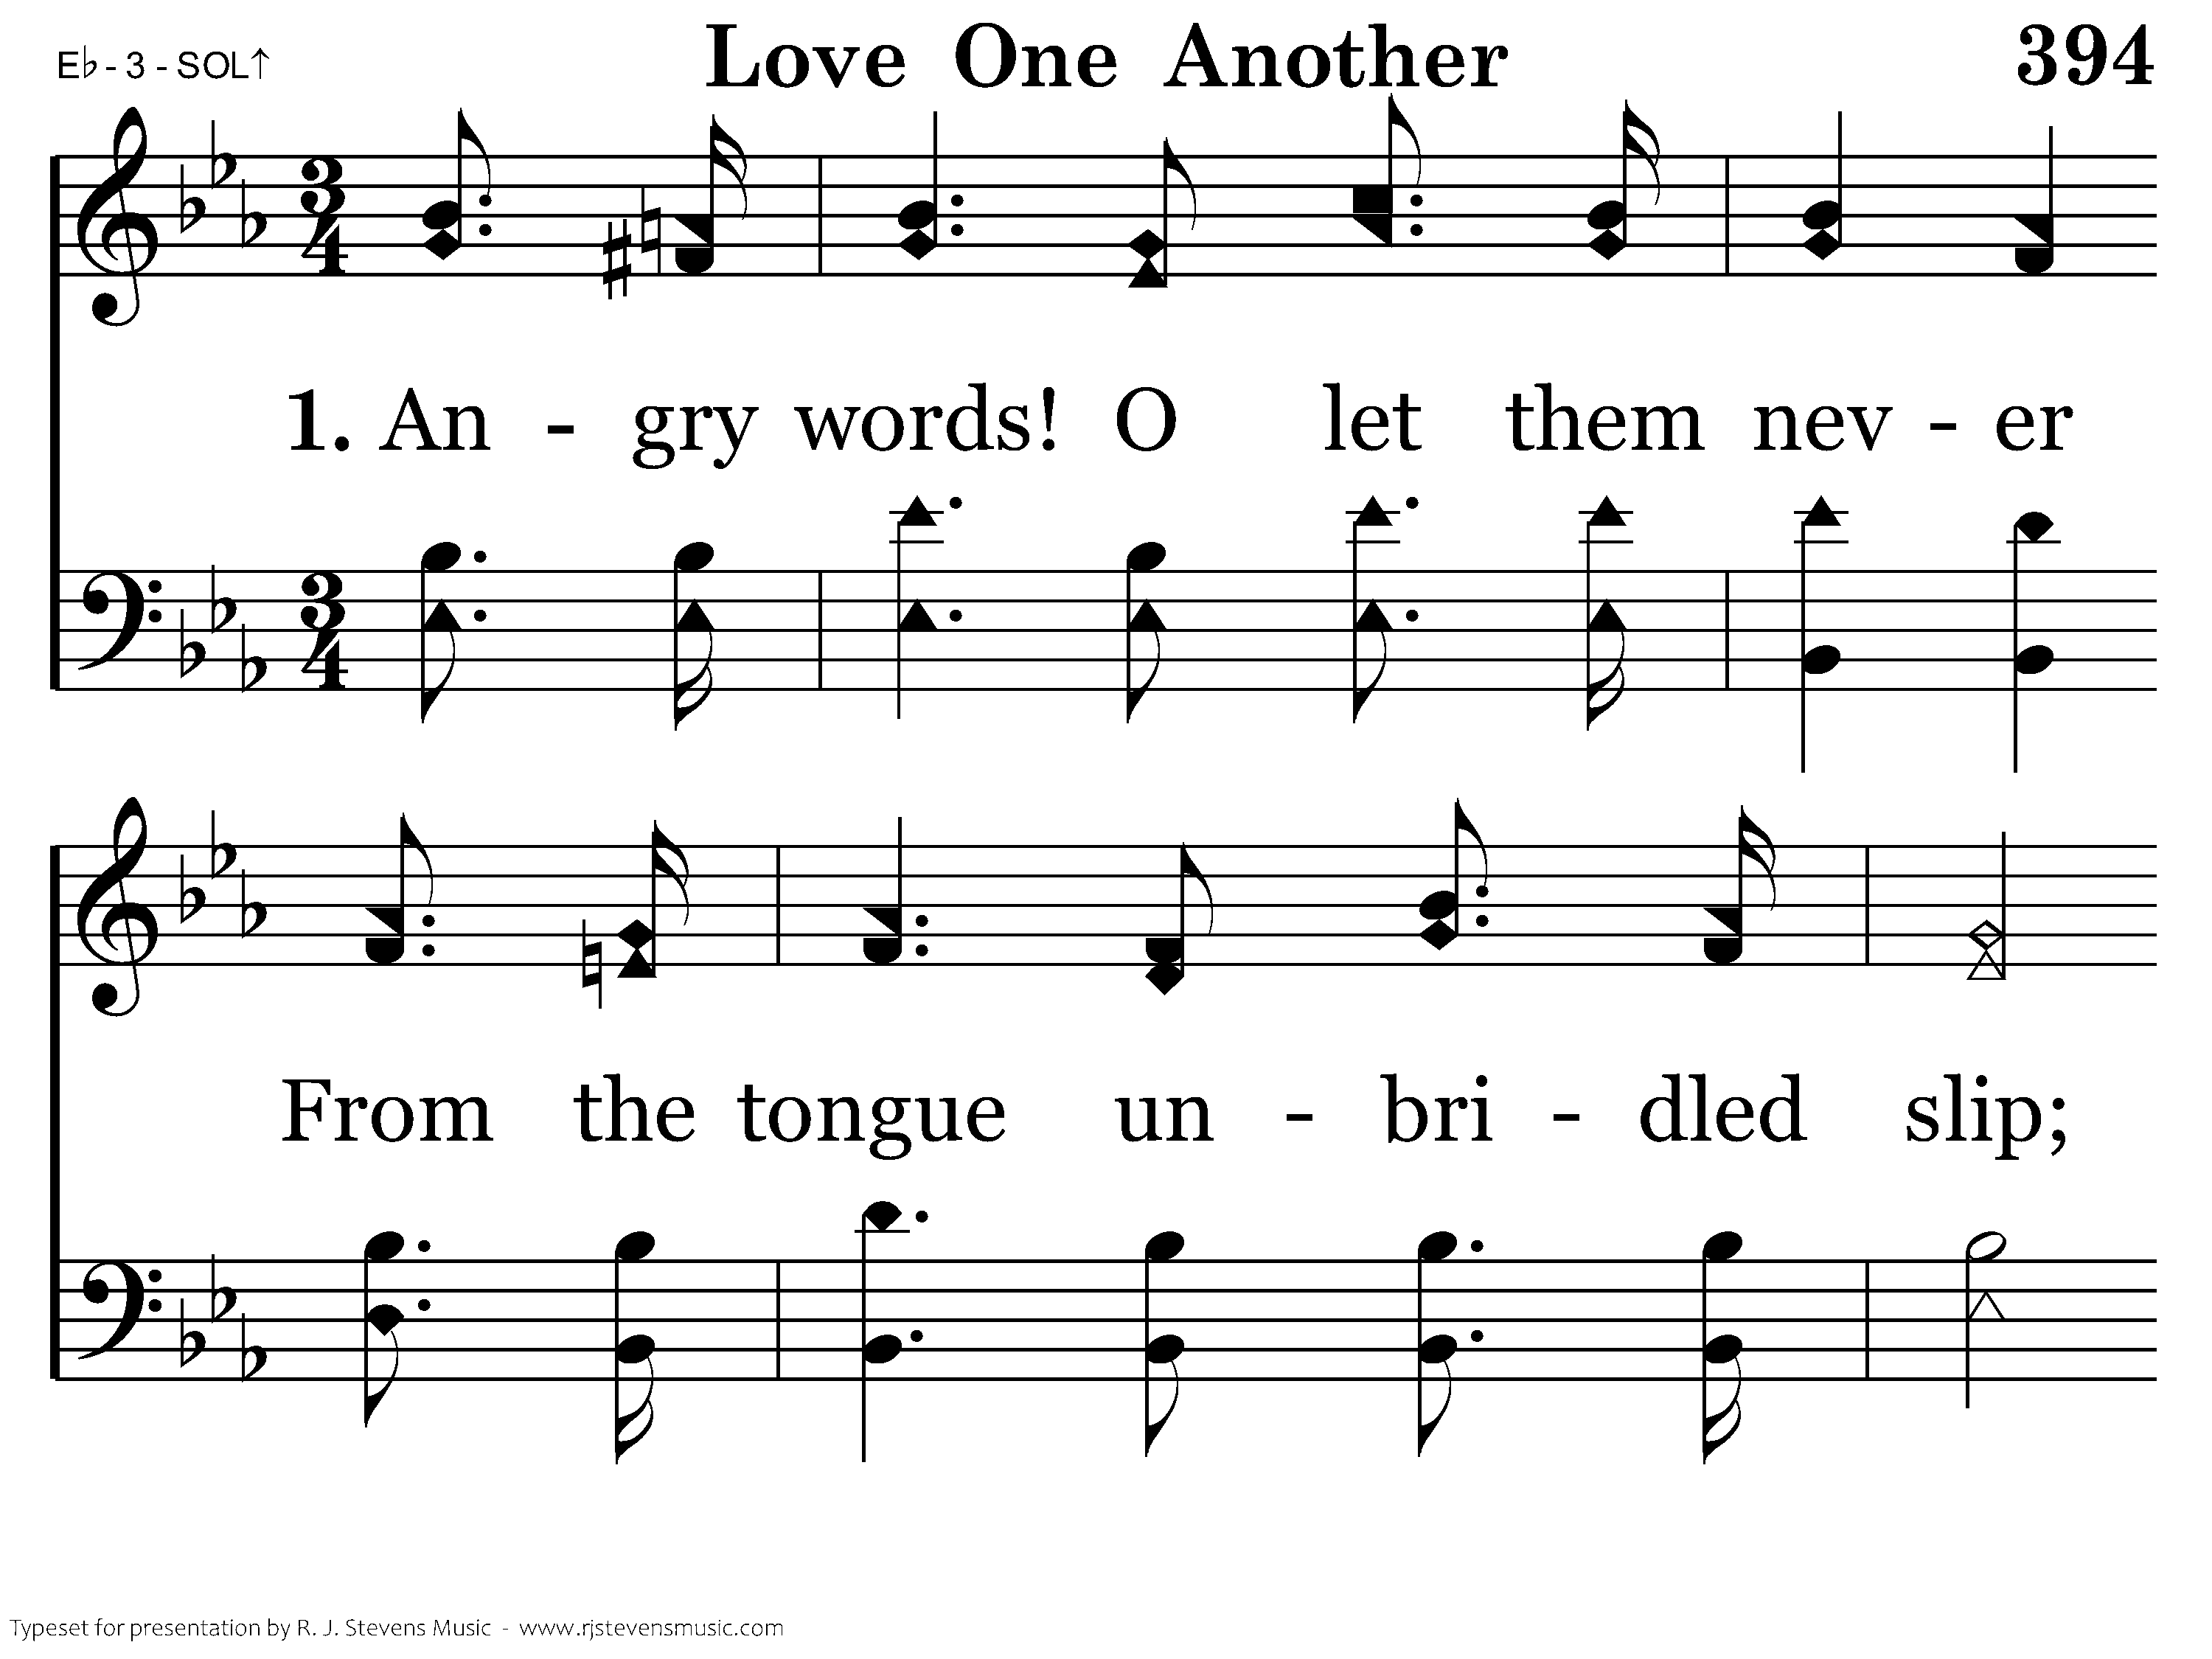 E♭ - 3 - SOL↑ Love One Another 394
1. An - gry words! O let them nev - er
From the tongue un - bri - dled slip;
Typeset for presentation by R. J. Stevens Music - www.rjstevensmusic.com